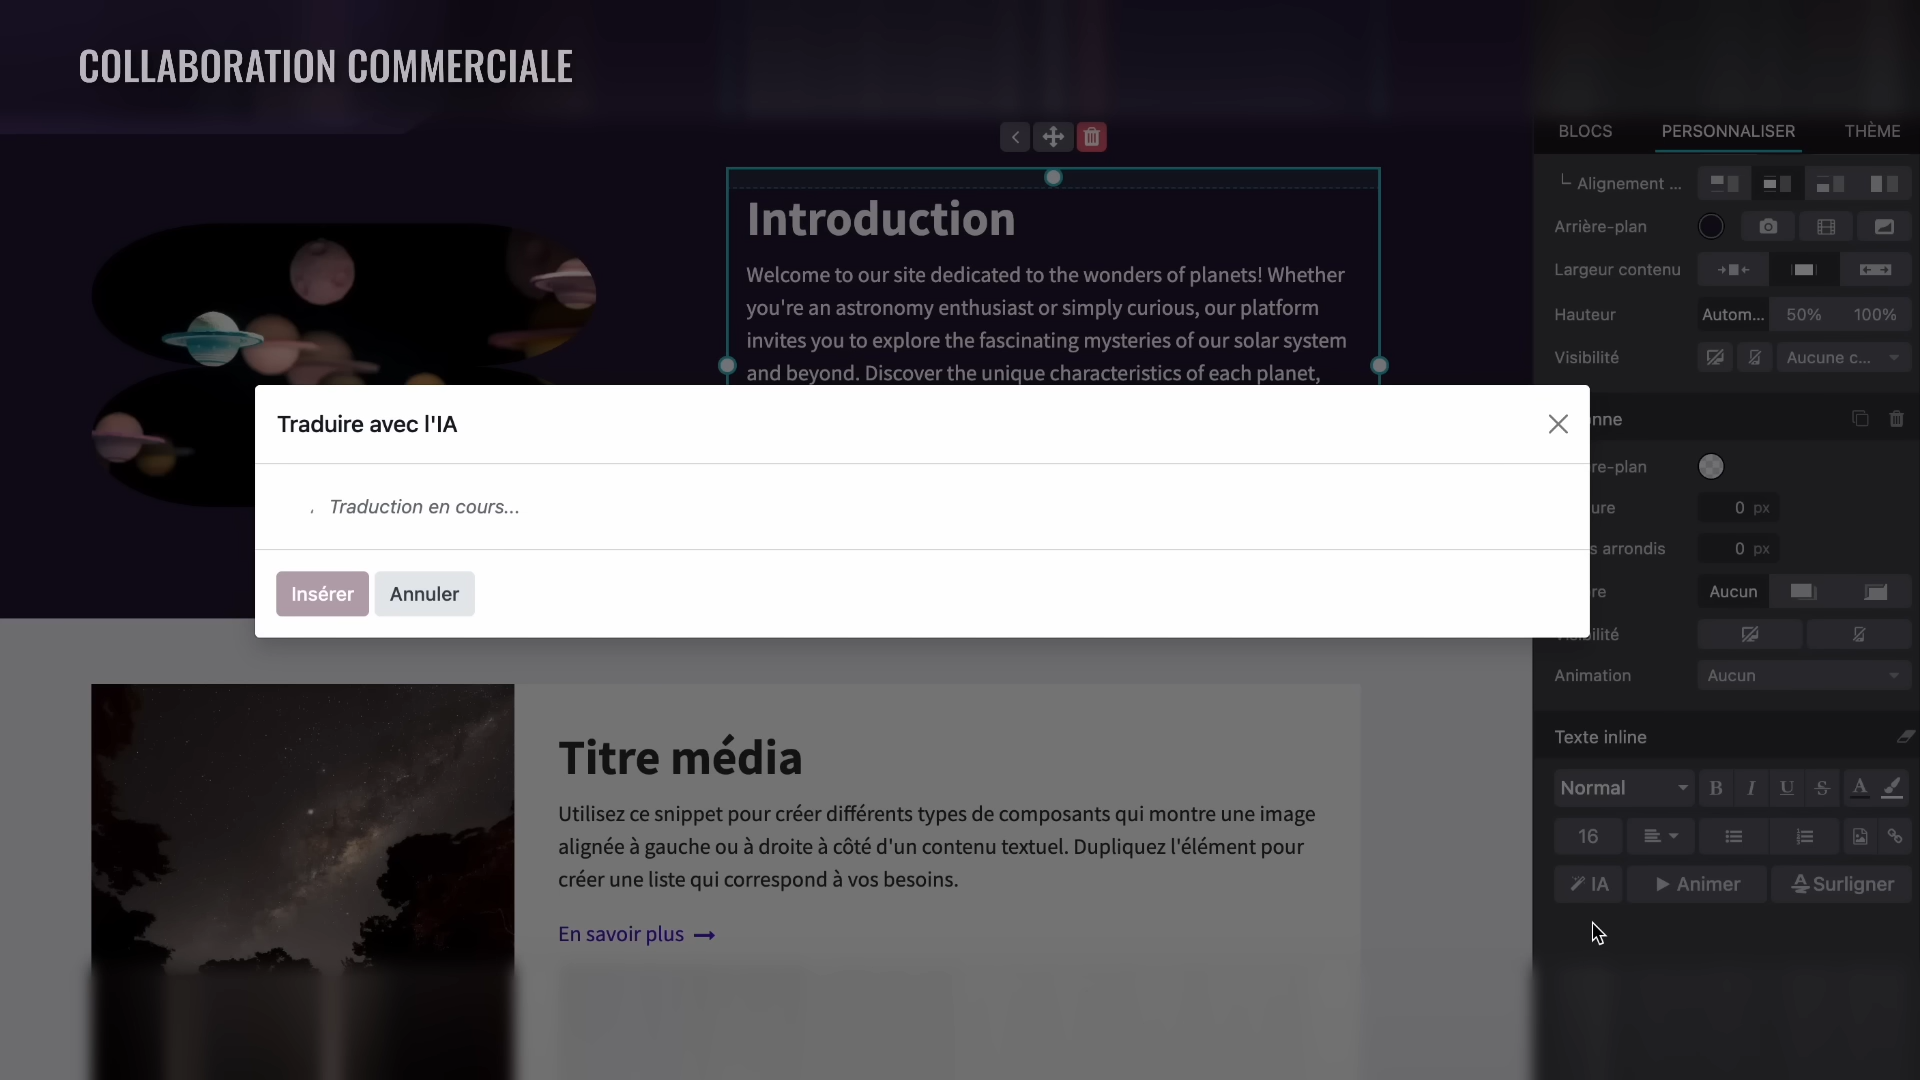 COLLABORATION COMMERCIALE
BLOCS
PERSONNALISER
THÈME
Alignement ...
Arrière-plan
Largeur contenu
Hauteur
Autom...
50%
100%
Visibilité
Aucune c...
Introduction
Welcome to our site dedicated to the wonders of planets! Whether
you're an astronomy enthusiast or simply curious, our platform
invites you to explore the fascinating mysteries of our solar system
and beyond. Discover the unique characteristics of each planet,
Traduire avec l'IA
Traduction en cours...
Insérer
Annuler
nne
re-plan
ure
0 px
s arrondis
0 px
re
Aucun
Animation
Aucun
Titre média
Utilisez ce snippet pour créer différents types de composants qui montre une image
alignée à gauche ou à droite à côté d'un contenu textuel. Dupliquez l'élément pour
créer une liste qui correspond à vos besoins.
En savoir plus →
Texte inline
Normal
B I U S A
16
IA
Animer
Surligner